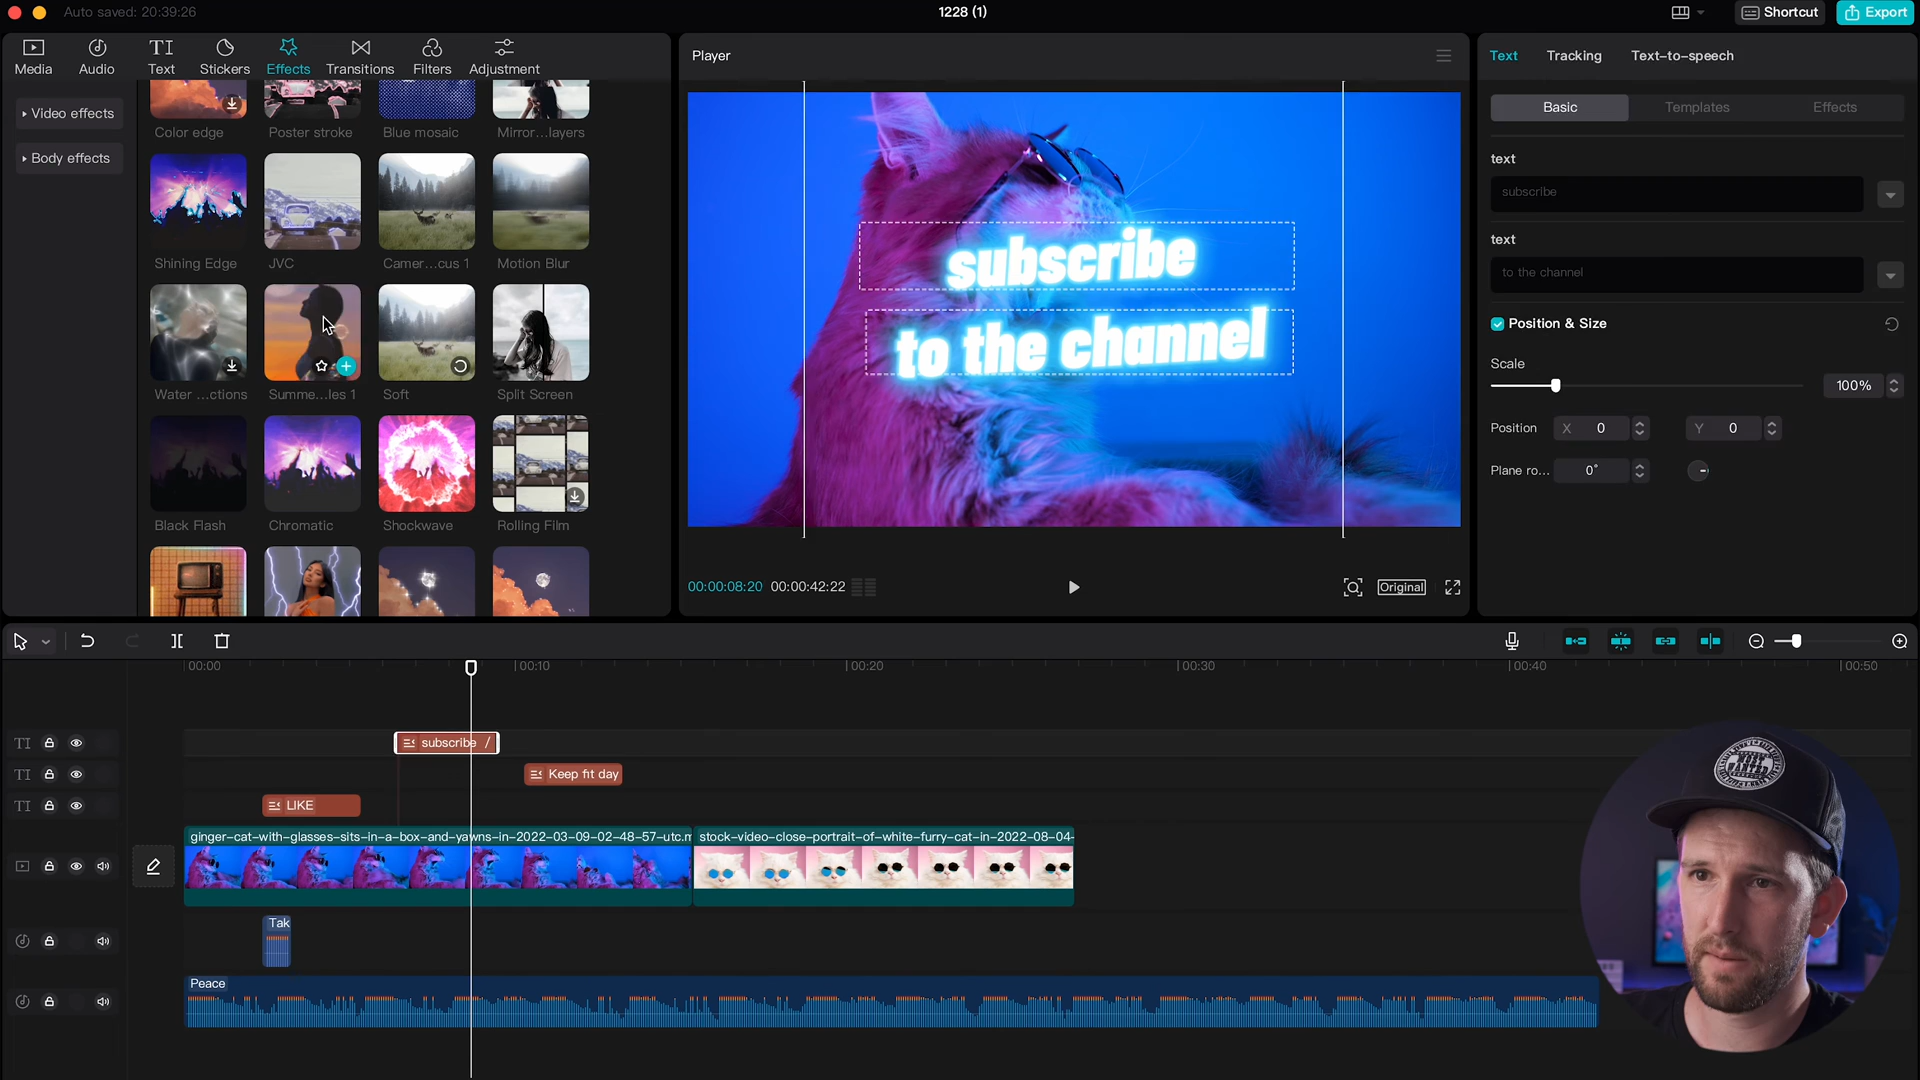 Auto saved: 20:39:26
1228 (1)
Shortcut
Export
Media
Audio
Text
Stickers
Effects
Transitions
Filters
Adjustment
Video effects
Body effects
Color edge
Poster stroke
Blue mosaic
Mirror...layers
Shining Edge
JVC
Camer...cus 1
Motion Blur
Water ...ctions
Summe...les 1
Soft
Split Screen
Black Flash
Chromatic
Shockwave
Rolling Film
Player
subscribe
to the channel
00:00:08:20 00:00:42:22
Original
Text
Tracking
Text-to-speech
Basic
Templates
Effects
text
subscribe
text
to the channel
Position & Size
Scale
100%
Position
X 0
Y 0
Plane ro...
0°
00:00
00:10
00:20
00:30
00:40
00:50
TI
subscribe /
TI
Keep fit day
TI
LIKE
ginger-cat-with-glasses-sits-in-a-box-and-yawns-in-2022-03-09-02-48-57-utc.m
stock-video-close-portrait-of-white-furry-cat-in-2022-08-04-
Tak
Peace